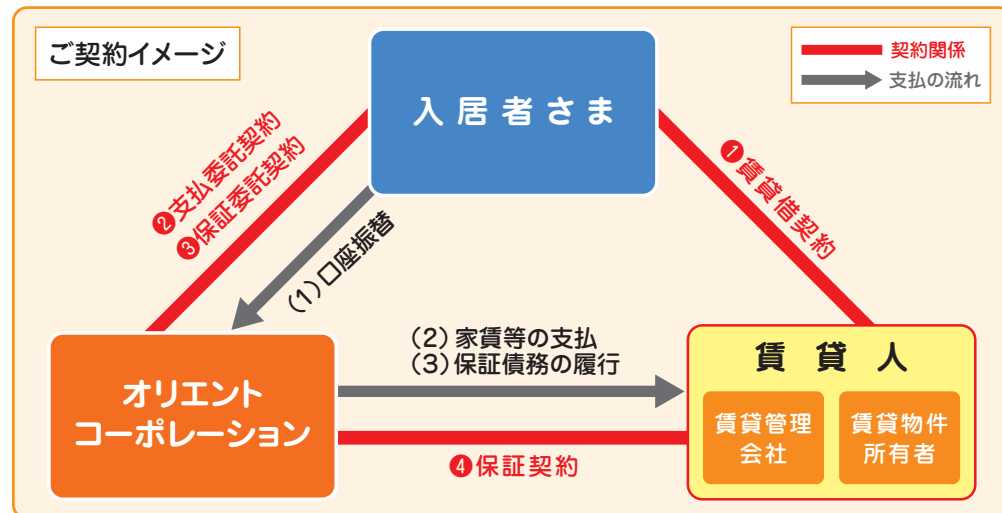 ご契約イメージ
契約関係
支払の流れ
入居者さま
❷支払委託契約
❸保証委託契約
❶賃貸借契約
(1)口座振替
(2)家賃等の支払
(3)保証債務の履行
オリエント
コーポレーション
賃貸人
賃貸管理
会社
賃貸物件
所有者
❹保証契約